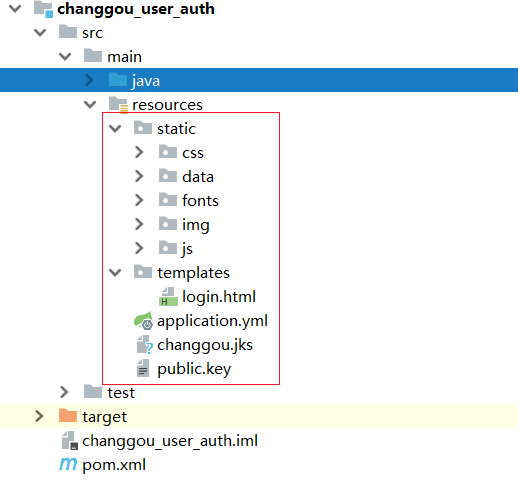 changgou_user_auth
src
main
java
resources
static
css
data
fonts
img
js
templates
login.html
application.yml
changgou.jks
public.key
test
target
changgou_user_auth.iml
pom.xml